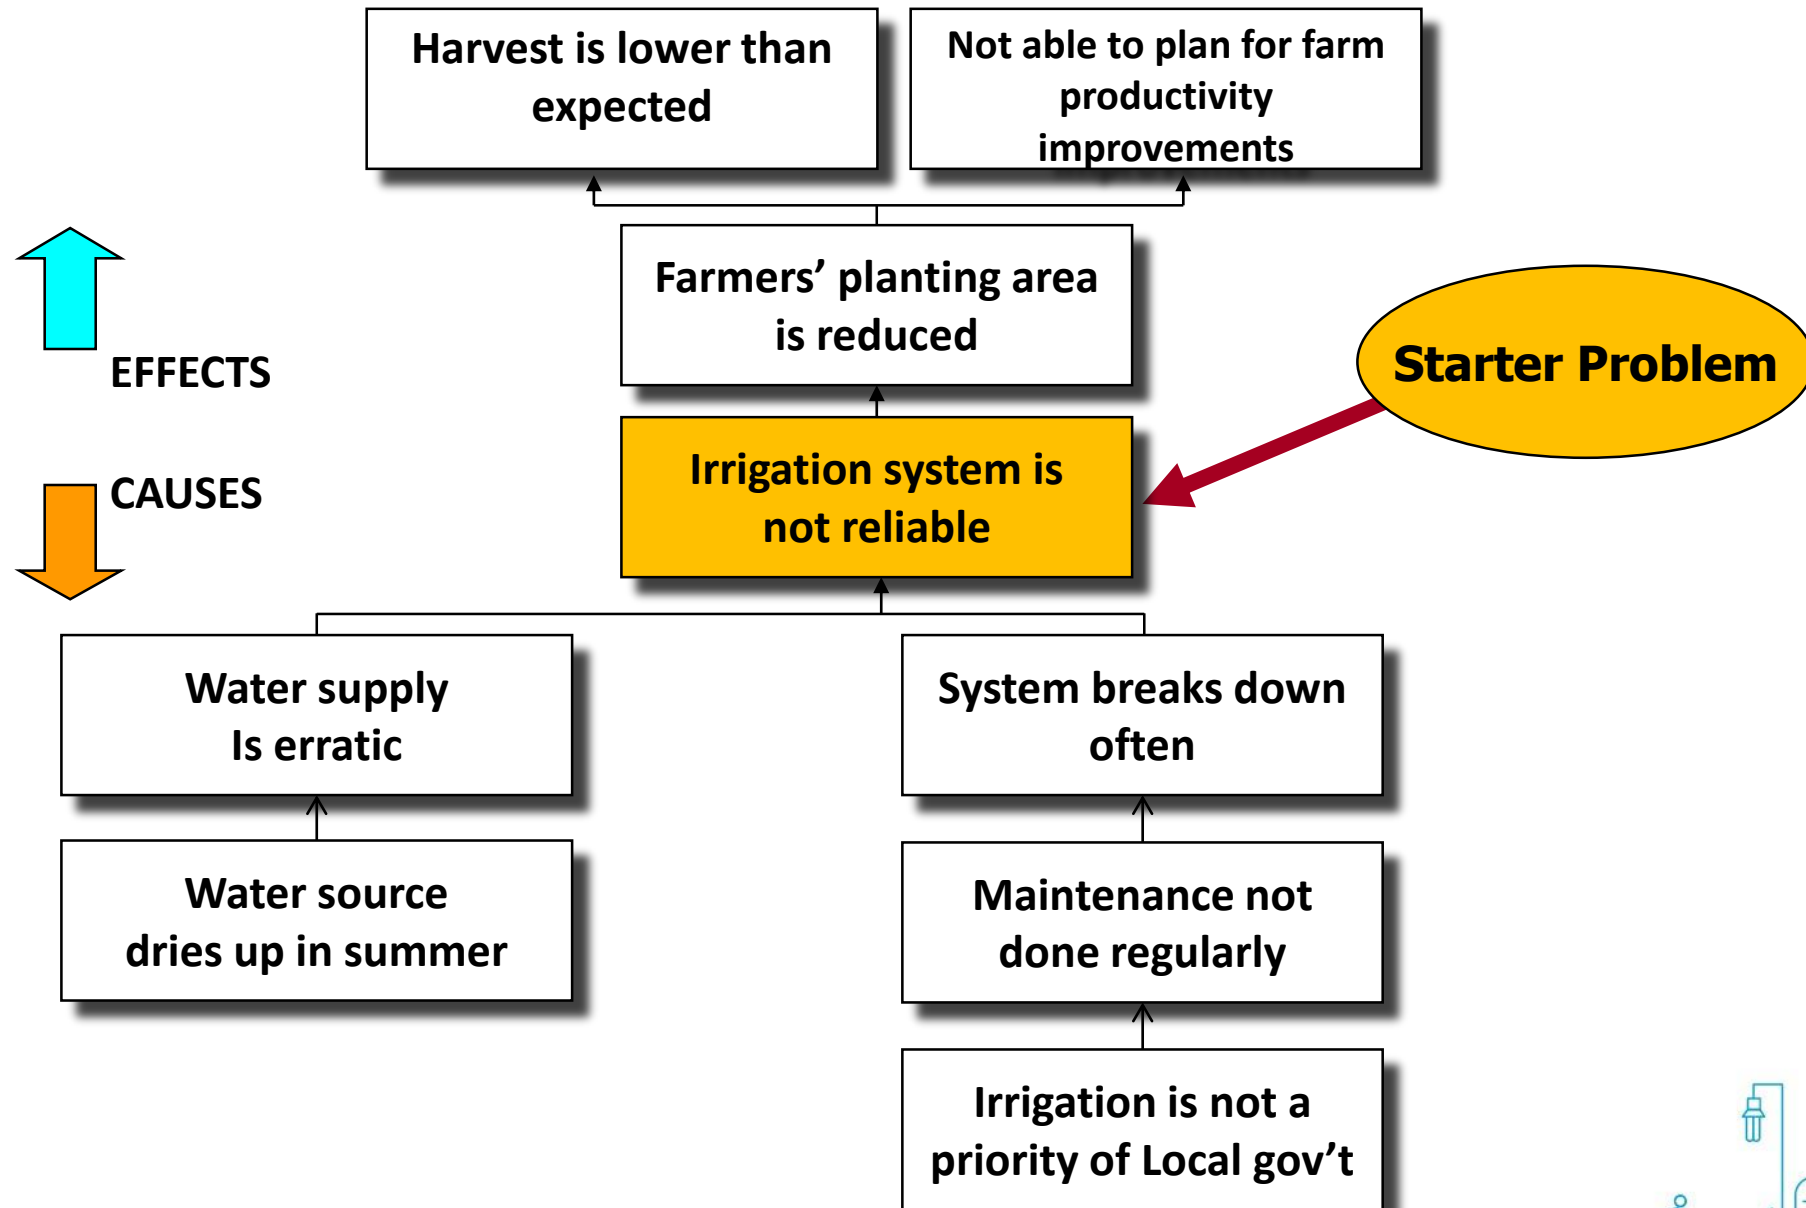 Harvest is lower than
expected
Not able to plan for farm
productivity
improvements
Farmers’ planting area
is reduced
EFFECTS
Starter Problem
CAUSES
Irrigation system is
not reliable
Water supply
Is erratic
System breaks down
often
Water source
dries up in summer
Maintenance not
done regularly
Irrigation is not a
priority of Local gov’t